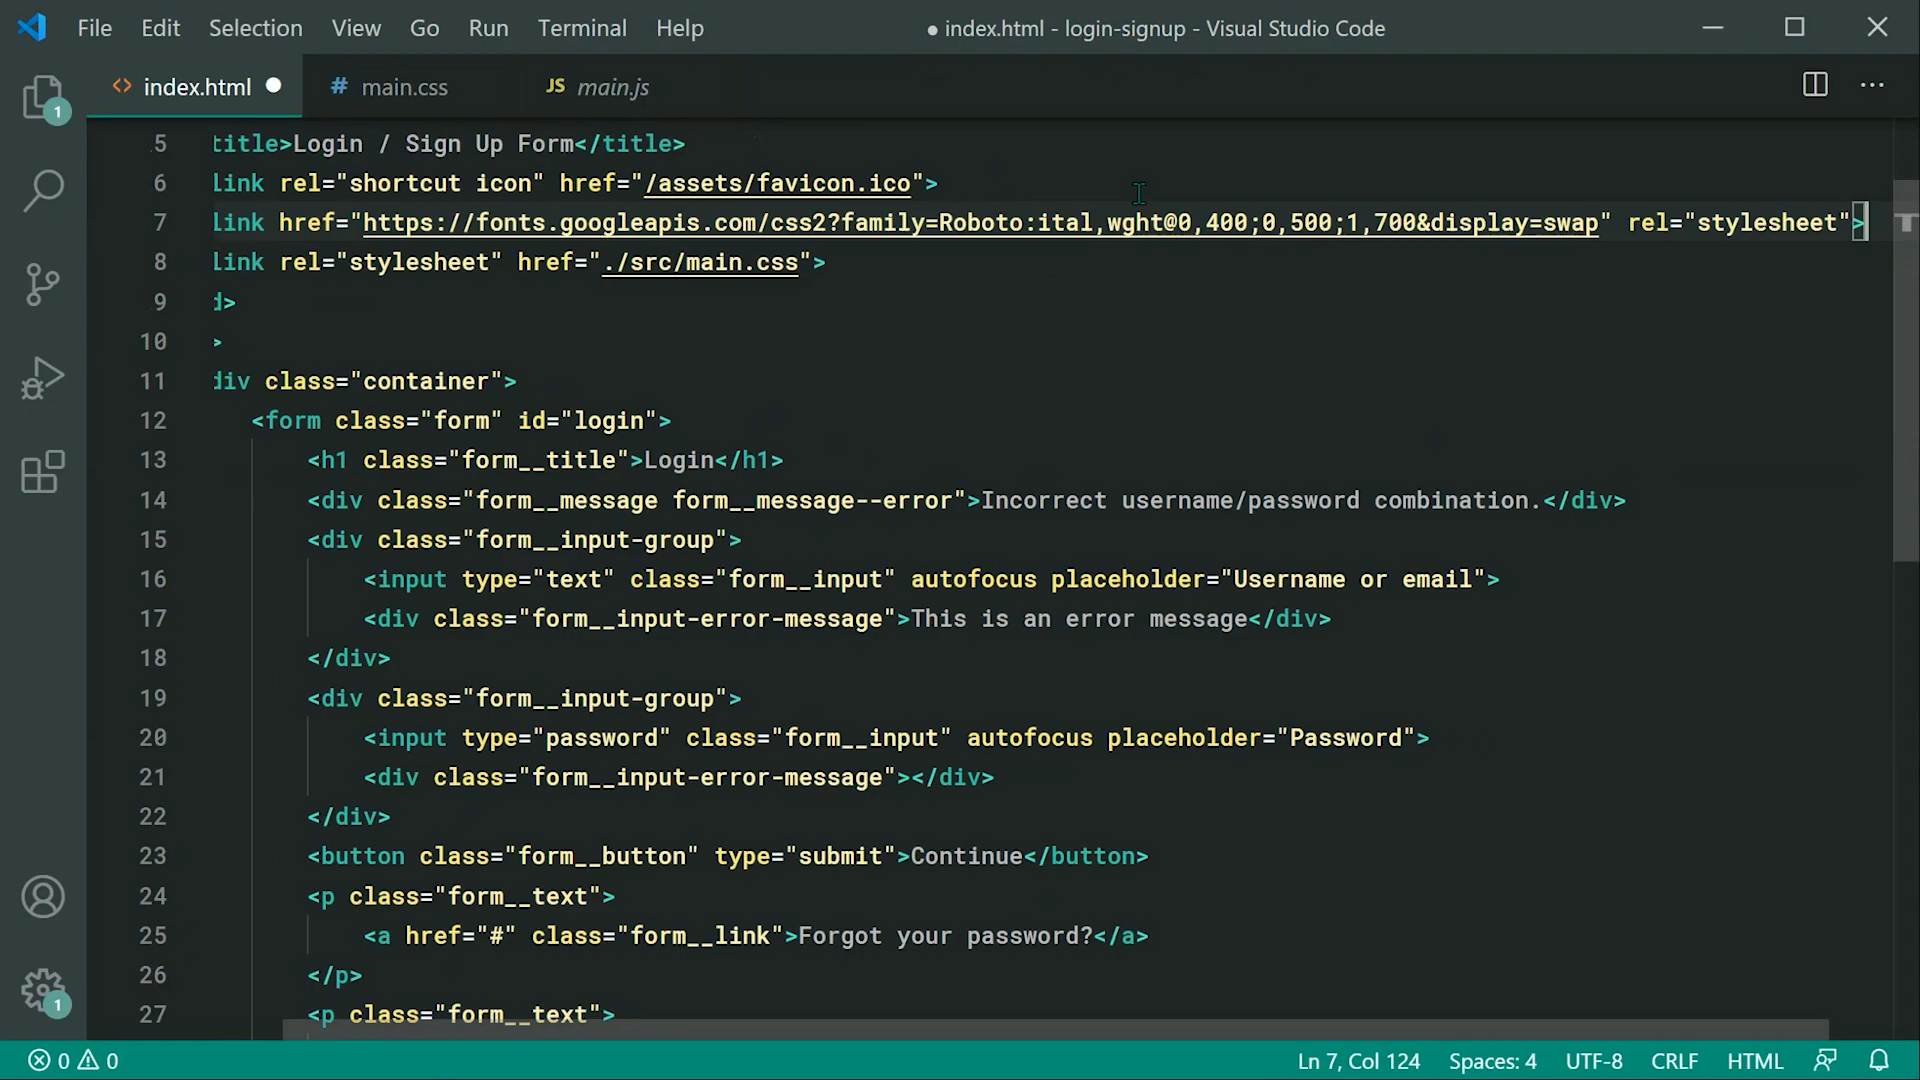 File Edit Selection View Go Run Terminal Help ● index.html - login-signup - Visual Studio Code
<> index.html ● # main.css JS main.js ···
5 title>Login / Sign Up Form</title>
6 link rel="shortcut icon" href="/assets/favicon.ico">
7 link href="https://fonts.googleapis.com/css2?family=Roboto:ital,wght@0,400;0,500;1,700&display=swap" rel="stylesheet">
8 link rel="stylesheet" href="./src/main.css">
9 d>
10 >
11 div class="container">
12 <form class="form" id="login">
13 <h1 class="form__title">Login</h1>
14 <div class="form__message form__message--error">Incorrect username/password combination.</div>
15 <div class="form__input-group">
16 <input type="text" class="form__input" autofocus placeholder="Username or email">
17 <div class="form__input-error-message">This is an error message</div>
18 </div>
19 <div class="form__input-group">
20 <input type="password" class="form__input" autofocus placeholder="Password">
21 <div class="form__input-error-message"></div>
22 </div>
23 <button class="form__button" type="submit">Continue</button>
24 <p class="form__text">
25 <a href="#" class="form__link">Forgot your password?</a>
26 </p>
27 <p class="form__text">
1
1
0 0 Ln 7, Col 124 Spaces: 4 UTF-8 CRLF HTML